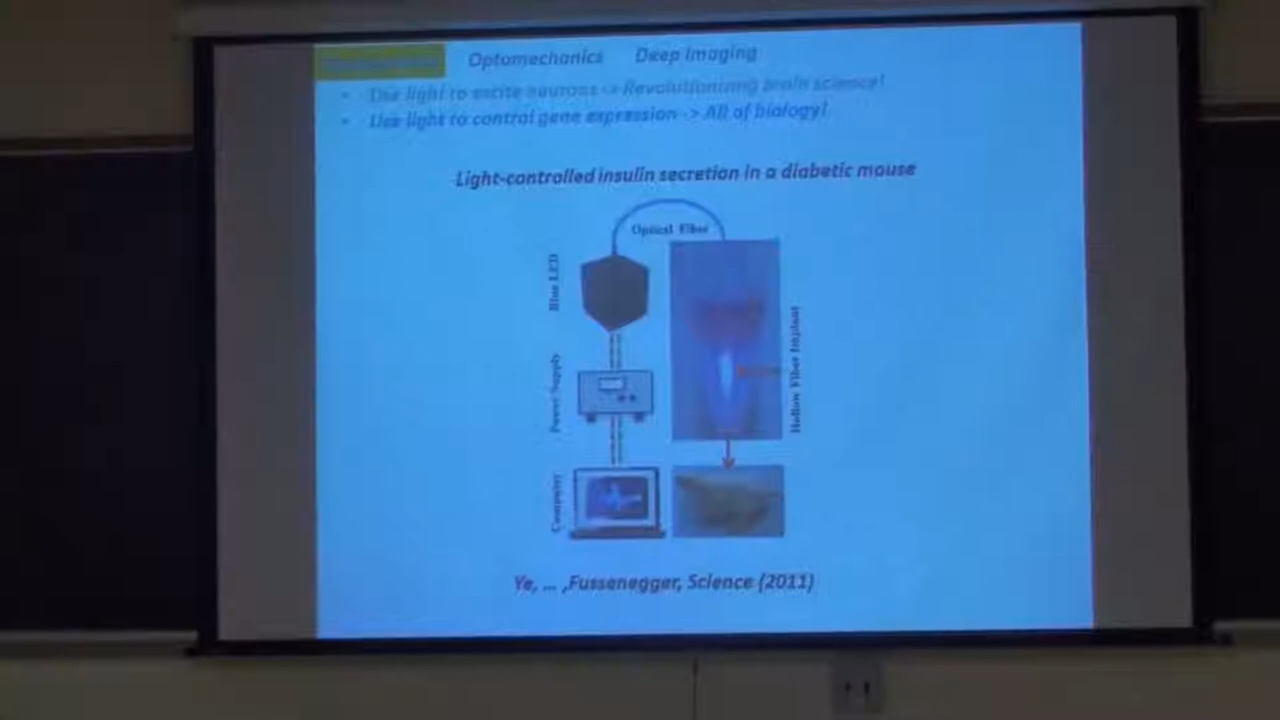 Optomechanics Deep Imaging
• Use light to excite neurons -> Revolutionizing brain science!
• Use light to control gene expression -> All of biology!
Light-controlled insulin secretion in a diabetic mouse
Optical Fiber
Blue LED
Power Supply
Computer
Hollow Fiber Implant
Ye, ... ,Fussenegger, Science (2011)